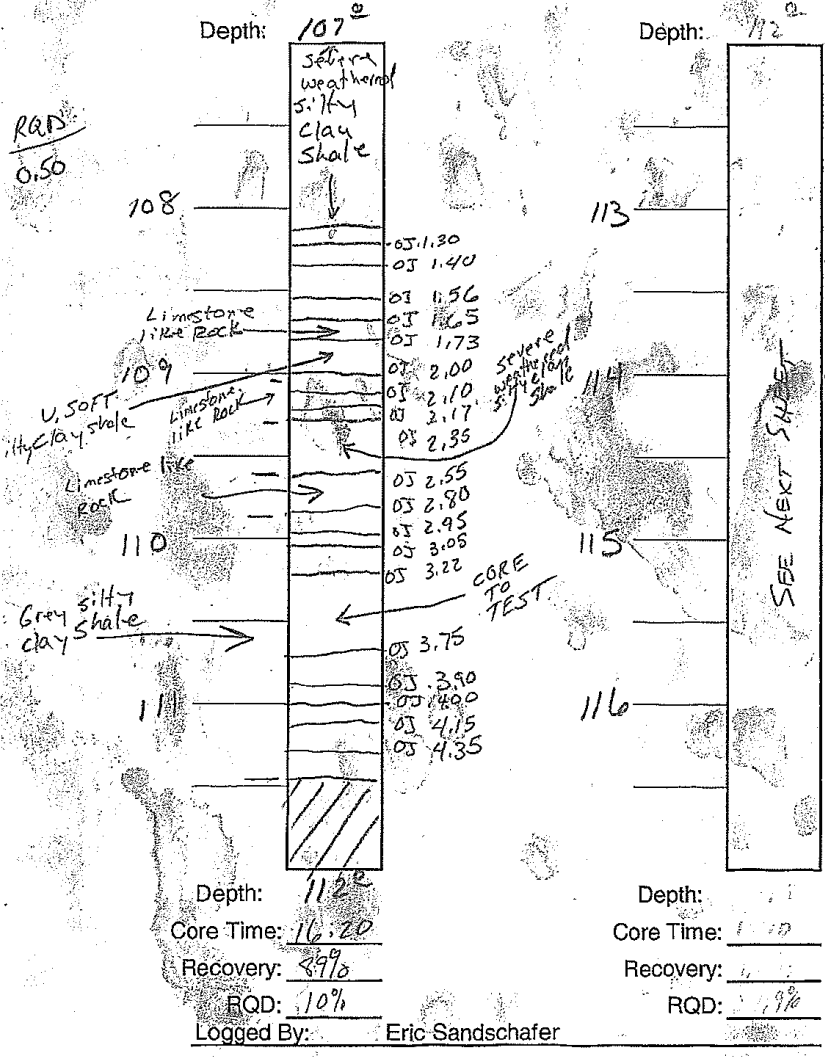 Depth: 107 0
severe
weathered
silty
clay
shale
RQD
0.50
108
OJ 1.30
OJ 1.40
OJ 1.56
OJ 1.65
OJ 1.73
OJ 2.00
OJ 2.10
OJ 2.17
OJ 2.35
OJ 2.55
OJ 2.80
OJ 2.95
OJ 3.05
OJ 3.22
OJ 3.75
OJ 3.90
OJ 4.00
OJ 4.15
OJ 4.35
Limestone
like Rock
109
V. SOFT
silty clay shale
Limestone
like Rock
severe
weathered
silty clay
shale
Limestone like
Rock
110
CORE
TO
TEST
Grey silty
clay shale
111
Depth: 112 0
Core Time: 16:20
Recovery: 89%
RQD: 10%
Depth: 112 0
113
114
115
116
SEE NEXT SHEET
Depth:
Core Time:
Recovery:
RQD:
Logged By: Eric Sandschafer